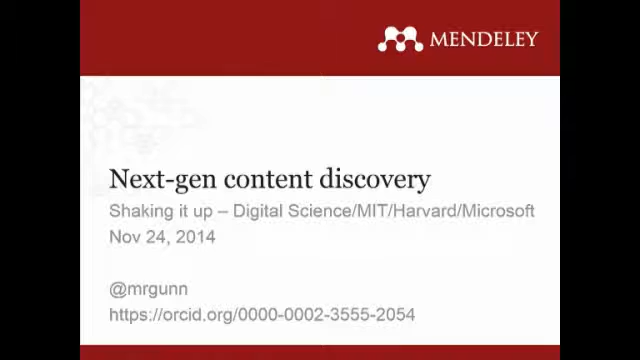 MENDELEY
Next-gen content discovery
Shaking it up – Digital Science/MIT/Harvard/Microsoft
Nov 24, 2014
@mrgunn
https://orcid.org/0000-0002-3555-2054